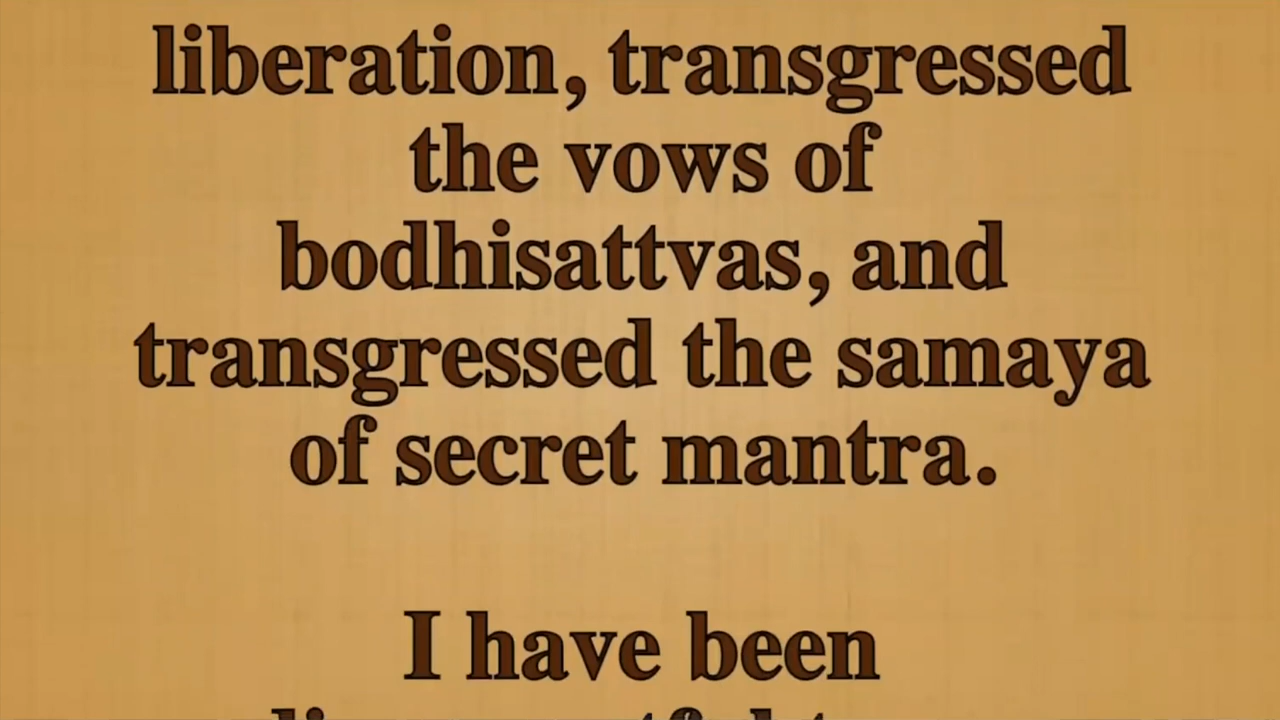 liberation, transgressed
the vows of
bodhisattvas, and
transgressed the samaya
of secret mantra.
I have been